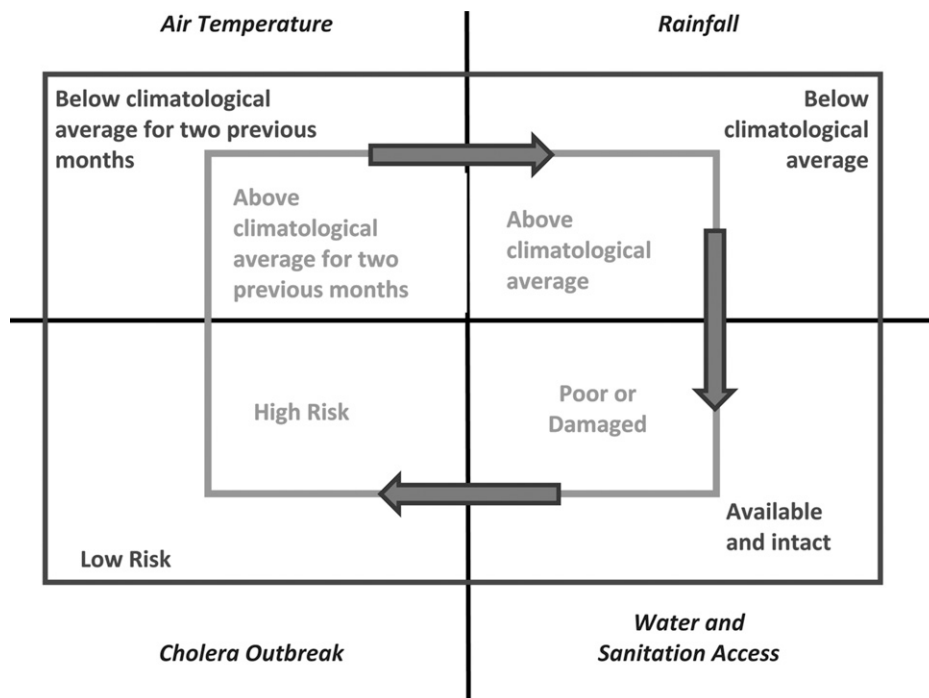 Air Temperature
Rainfall
Below climatological
average for two previous
months
Below
climatological
average
Above
climatological
average for two
previous months
Above
climatological
average
High Risk
Poor or
Damaged
Available
and intact
Low Risk
Cholera Outbreak
Water and
Sanitation Access